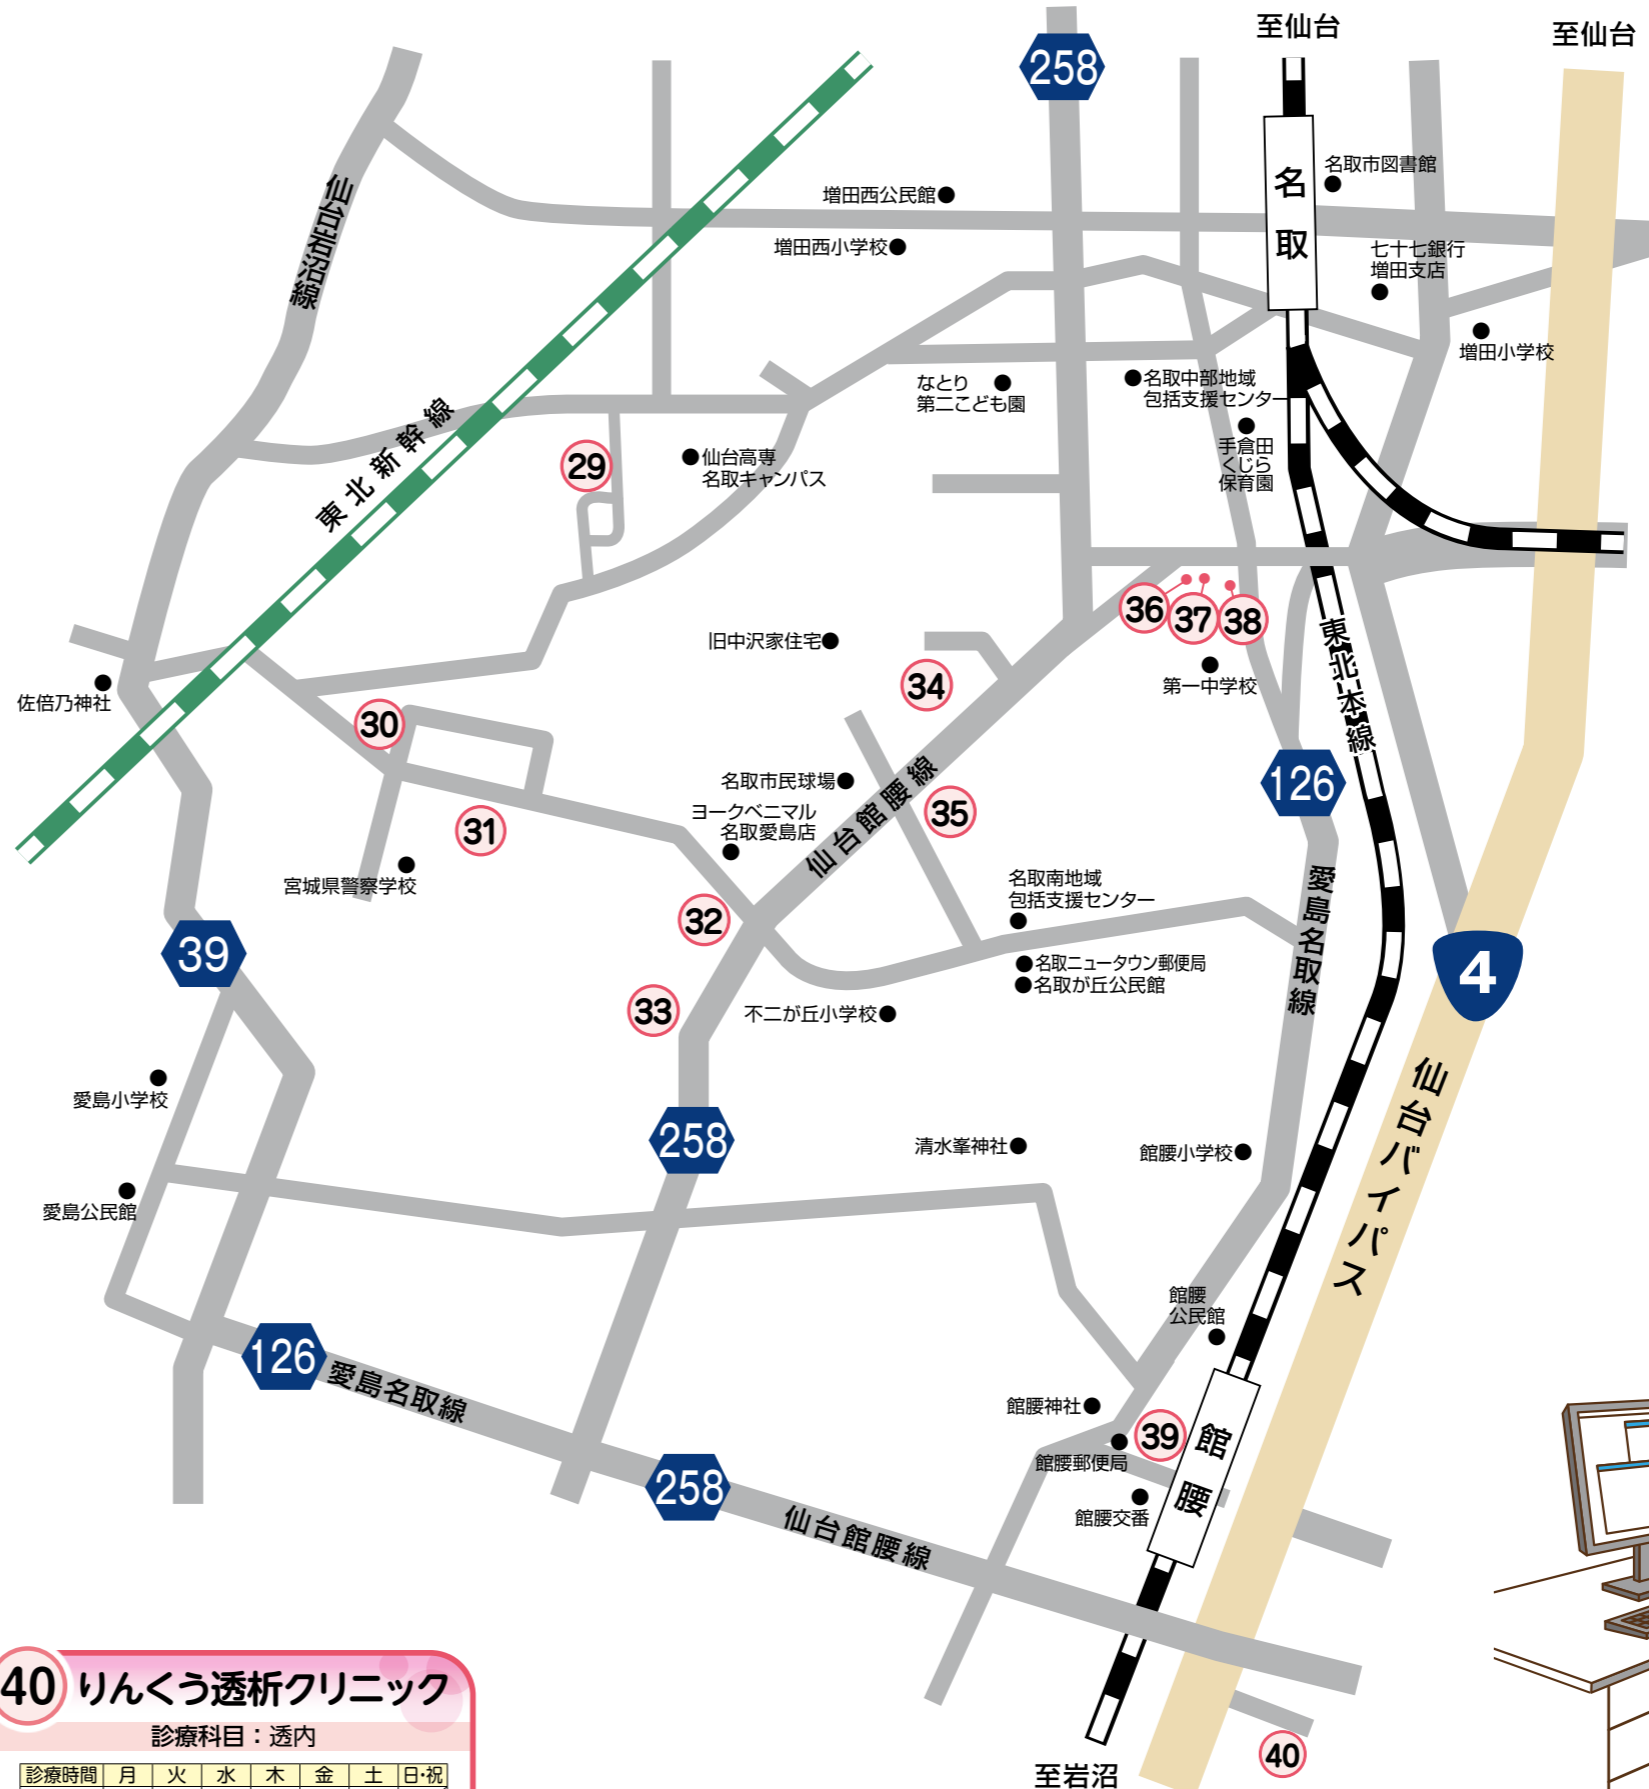 至仙台
至仙台
258
名取
名取市図書館
増田西公民館
仙台岩沼線
増田西小学校
七十七銀行
増田支店
増田小学校
なとり
第二こども園
名取中部地域
包括支援センター
東北新幹線
手倉田
くじら
保育園
29
仙台高専
名取キャンパス
36
37
38
旧中沢家住宅
東北本線
34
第一中学校
佐倍乃神社
30
名取市民球場
126
仙台館腰線
35
ヨークベニマル
名取愛島店
31
宮城県警察学校
名取南地域
包括支援センター
愛島名取線
32
39
4
名取ニュータウン郵便局
名取が丘公民館
33
不二が丘小学校
愛島小学校
仙台バイパス
258
清水峯神社
館腰小学校
愛島公民館
館腰
公民館
126
愛島名取線
館腰神社
39
館腰
館腰郵便局
258
館腰交番
仙台館腰線
40
至岩沼
40 りんくう透析クリニック
診療科目：透内
診療時間 月 火 水 木 金 土 日・祝